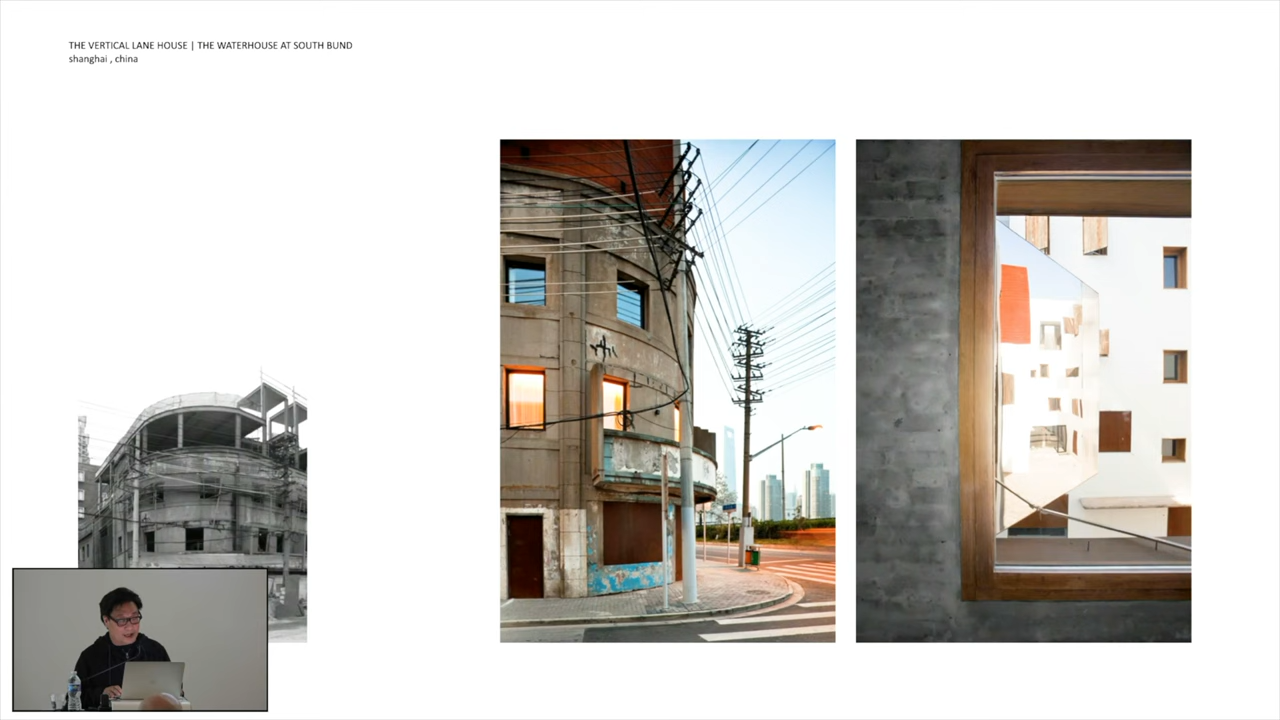 THE VERTICAL LANE HOUSE | THE WATERHOUSE AT SOUTH BUND
shanghai , china